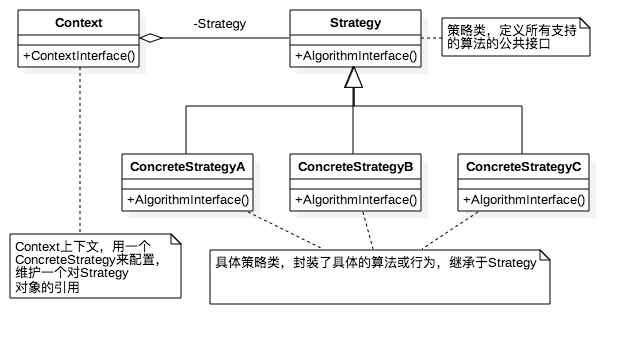 Context
-Strategy
Strategy
+ContextInterface()
+AlgorithmInterface()
策略类，定义所有支持
的算法的公共接口
ConcreteStrategyA
ConcreteStrategyB
ConcreteStrategyC
+AlgorithmInterface()
+AlgorithmInterface()
+AlgorithmInterface()
Context上下文，用一个
ConcreteStrategy来配置，
维护一个对Strategy
对象的引用
具体策略类，封装了具体的算法或行为，继承于Strategy